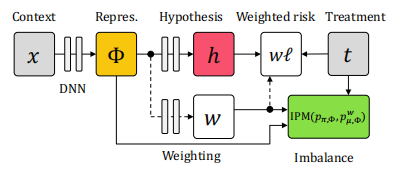 Context
Repres.
Hypothesis
Weighted risk
Treatment
x
Φ
h
wℓ
t
DNN
w
IPM(p_{π,Φ}, p^w_{μ,Φ})
Weighting
Imbalance